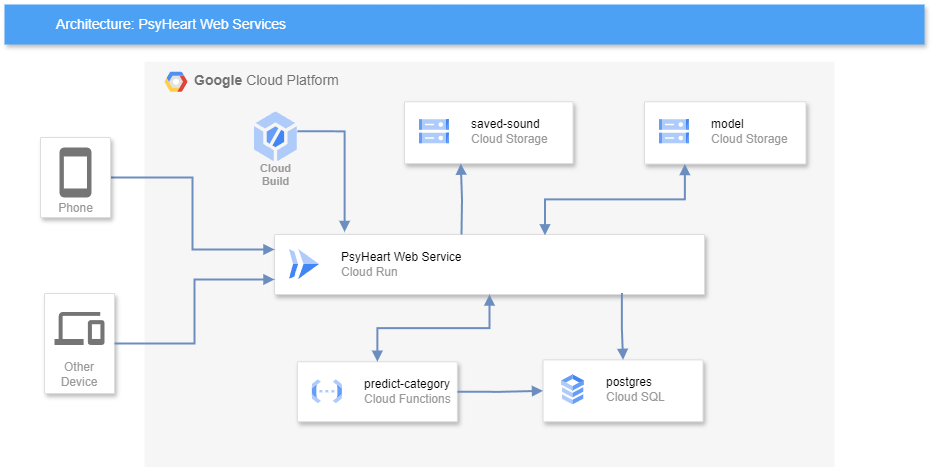 Architecture: PsyHeart Web Services
Google Cloud Platform
saved-sound
Cloud Storage
model
Cloud Storage
Cloud
Build
Phone
PsyHeart Web Service
Cloud Run
Other
Device
predict-category
Cloud Functions
postgres
Cloud SQL